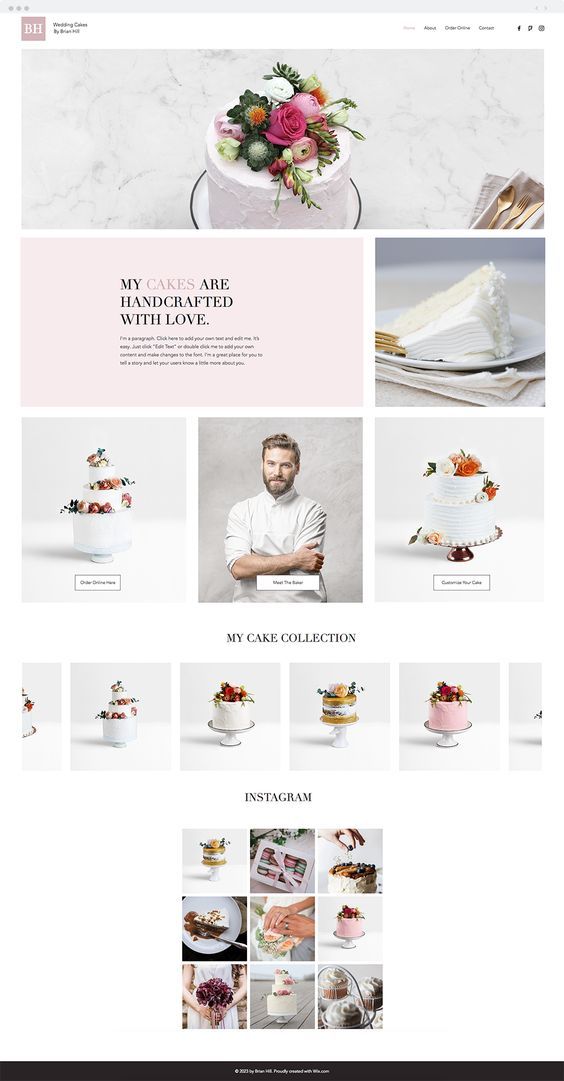 BH
Wedding Cakes
By Brian Hill
Home About Order Online Contact
MY CAKES ARE
HANDCRAFTED
WITH LOVE.
I'm a paragraph. Click here to add your own text and edit me. It's
easy. Just click "Edit Text" or double click me to add your own
content and make changes to the font. I'm a great place for you to
tell a story and let your users know a little more about you.
Order Online Here
Meet The Baker
Customize Your Cake
MY CAKE COLLECTION
INSTAGRAM
© 2023 by Brian Hill. Proudly created with Wix.com